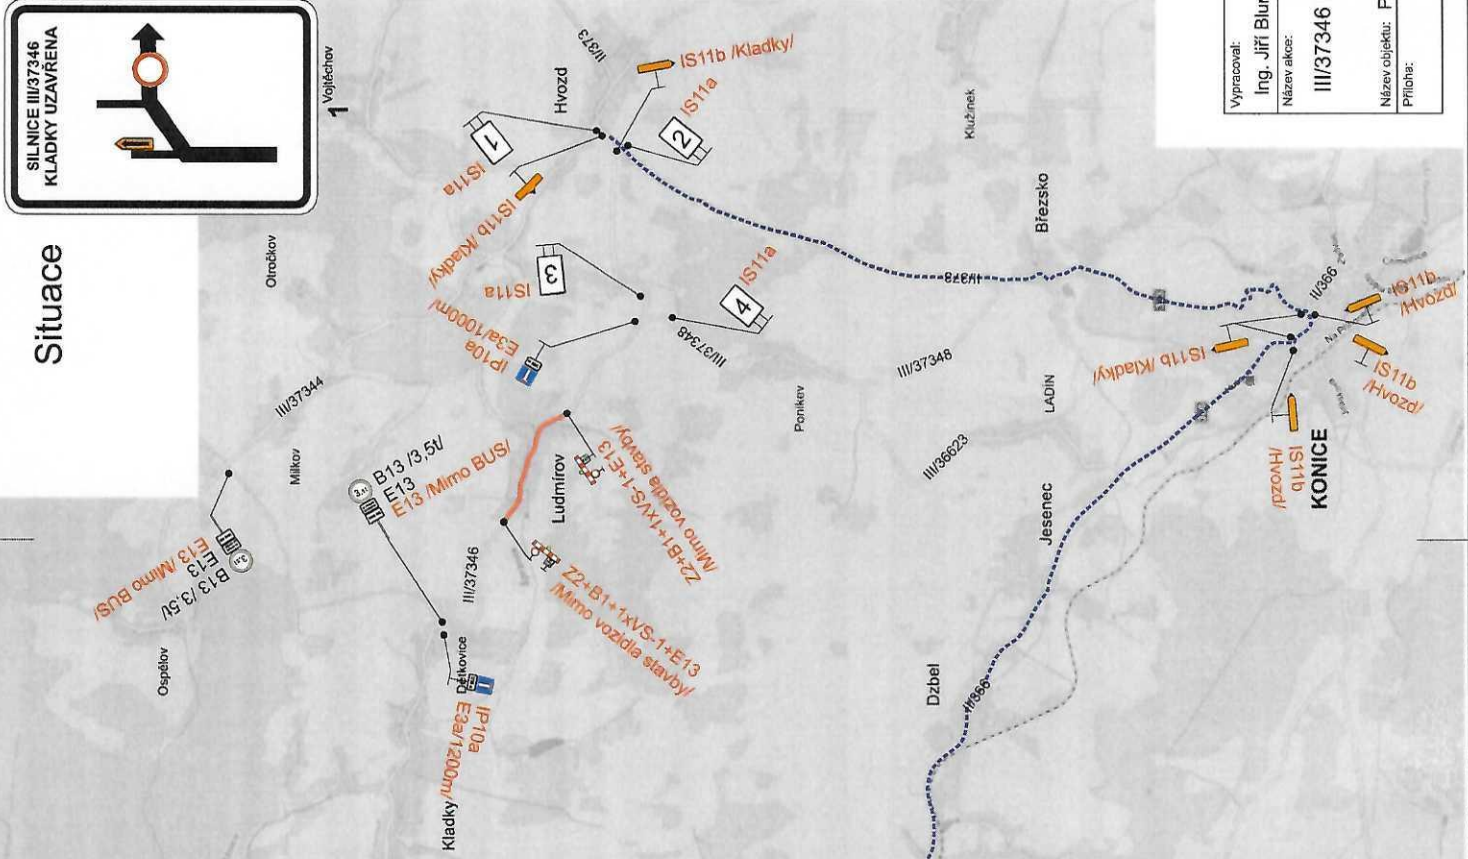 Situace
SILNICE III/37346
KLADKY UZAVŘENA
1
Vojtěchov
Otročkov
III/37344
Milkov
Ospělov
B13 /3,5t/
E13
E13 /Mimo BUS/
B13 /3,5t/
E13
E13 /Mimo BUS/
II/373
Hvozd
IS11b /Kladky/
IS11a
2
1
IS11a
IS11b /Kladky/
3
IS11a
4
IS11a
IP10a
E3a/1000m/
III/37348
Ludmírov
Z2+B1+1xVS-1+E13
/Mimo vozidla stavby/
Z2+B1+1xVS-1+E13
/Mimo vozidla stavby/
III/37346
Dětkovice
IP10a
E3a/1200m/
Kladky
Klužínek
Březsko
II/373
Ponikev
III/37348
LADÍN
III/36623
Jesenec
Dzbel
II/366
II/366
IS11b
/Hvozd/
IS11b
/Hvozd/
IS11b /Kladky/
IS11b
/Hvozd/
KONICE
Vypracoval:
Ing. Jiří
Název akce:
III/37346
Název objektu:
Příloha: